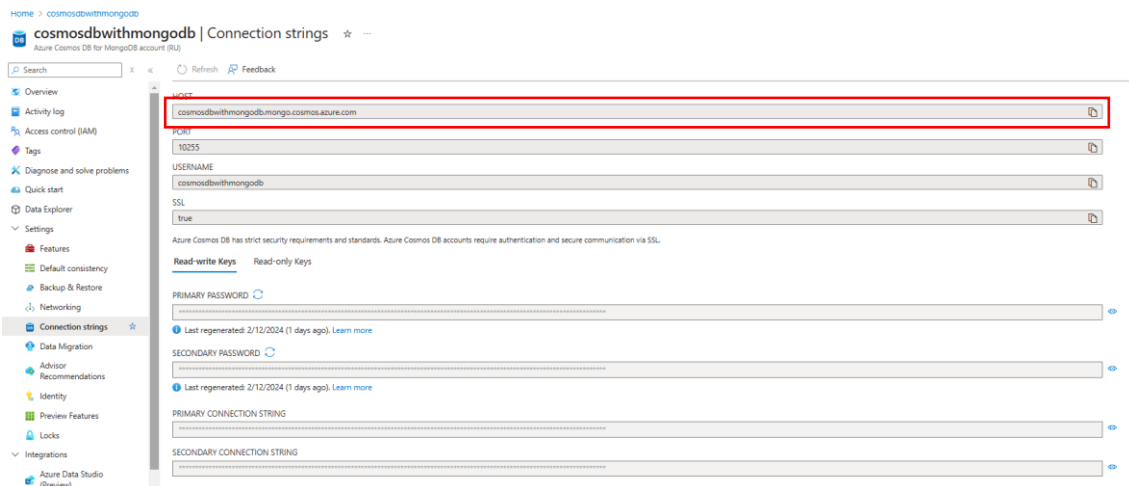 Home > cosmosdbwithmongodb
cosmosdbwithmongodb | Connection strings ☆ ...
Azure Cosmos DB for MongoDB account (RU)
Search
Refresh Feedback
Overview
Activity log
Access control (IAM)
Tags
Diagnose and solve problems
Quick start
Data Explorer
Settings
Features
Default consistency
Backup & Restore
Networking
Connection strings
Data Migration
Advisor
Recommendations
Identity
Preview Features
Locks
Integrations
Azure Data Studio
(Preview)
HOST
cosmosdbwithmongodb.mongo.cosmos.azure.com
PORT
10255
USERNAME
cosmosdbwithmongodb
SSL
true
Azure Cosmos DB has strict security requirements and standards. Azure Cosmos DB accounts require authentication and secure communication via SSL.
Read-write Keys Read-only Keys
PRIMARY PASSWORD
Last regenerated: 2/12/2024 (1 days ago). Learn more
SECONDARY PASSWORD
Last regenerated: 2/12/2024 (1 days ago). Learn more
PRIMARY CONNECTION STRING
SECONDARY CONNECTION STRING